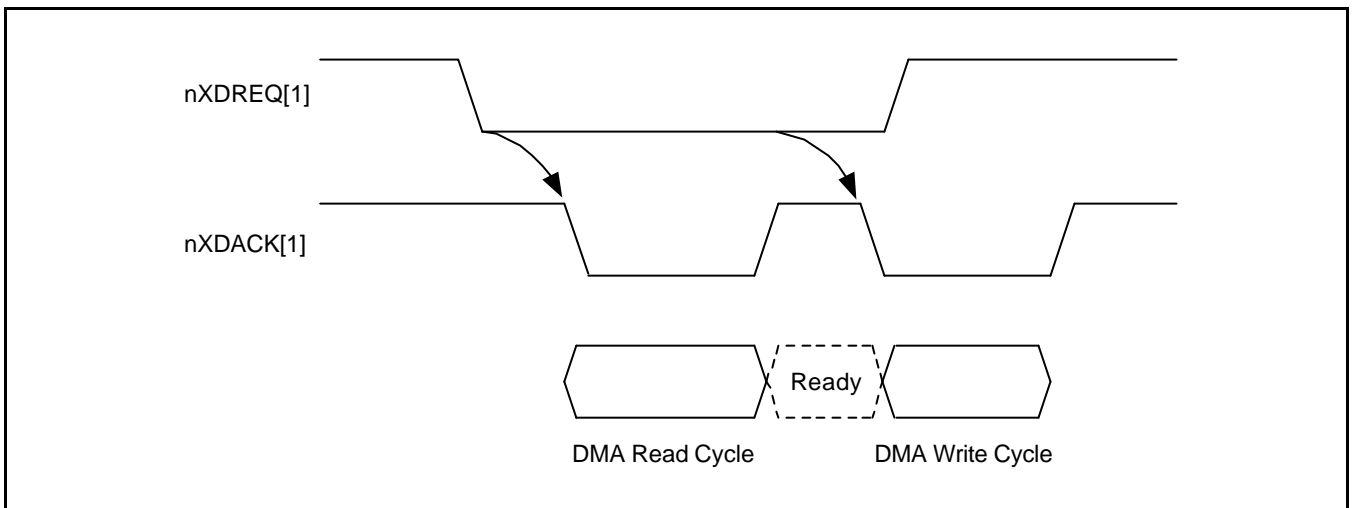 nXDREQ[1]
nXDACK[1]
Ready
DMA Read Cycle
DMA Write Cycle